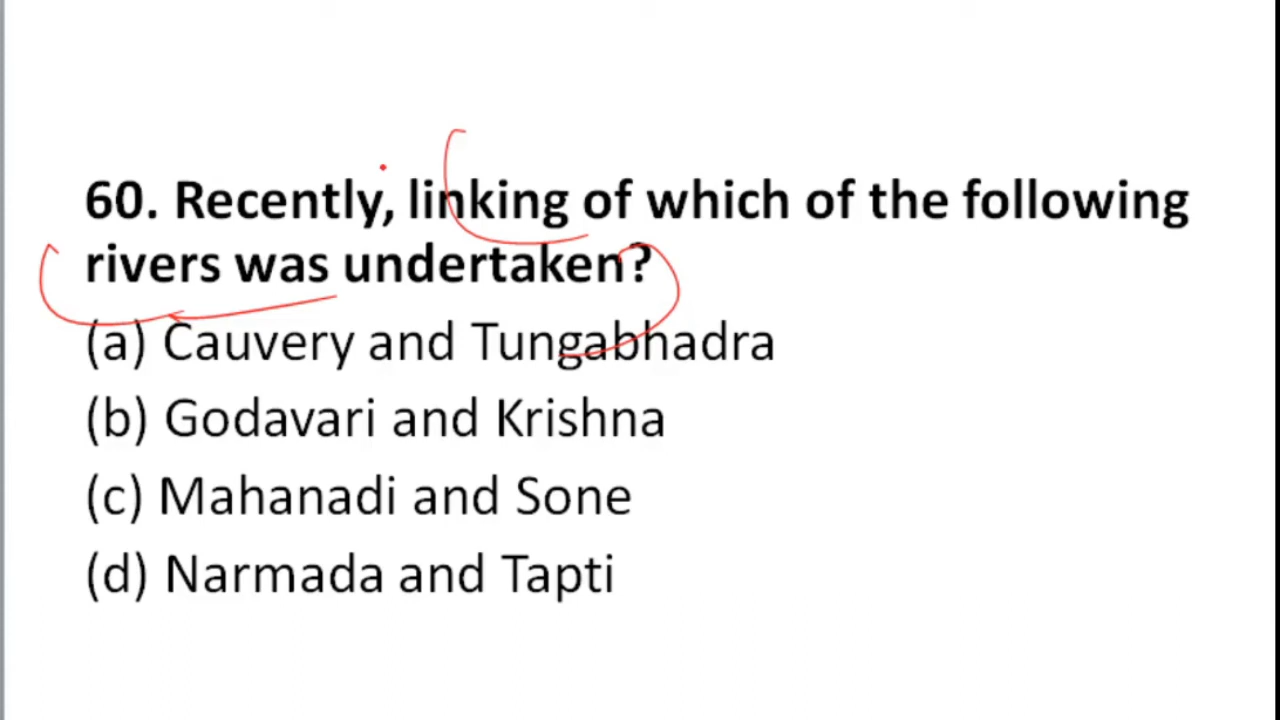 60. Recently, linking of which of the following
rivers was undertaken?
(a) Cauvery and Tungabhadra
(b) Godavari and Krishna
(c) Mahanadi and Sone
(d) Narmada and Tapti